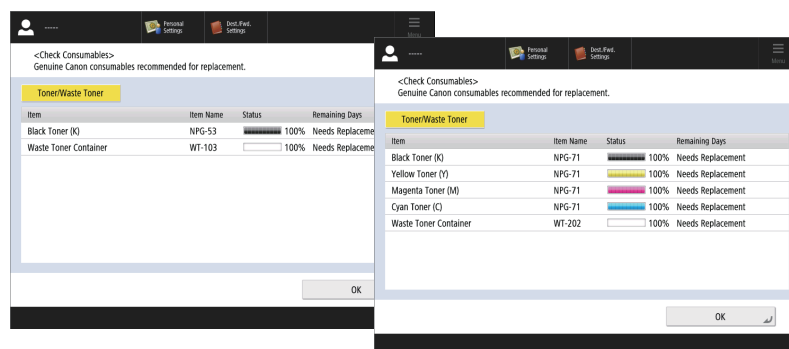 -----
Personal
Settings
Dest./Fwd.
Settings
Menu
<Check Consumables>
Genuine Canon consumables recommended for replacement.
Toner/Waste Toner
Item Item Name Status Remaining Days
Black Toner (K) NPG-53 100% Needs Replaceme
Waste Toner Container WT-103 100% Needs Replaceme
OK
-----
Personal
Settings
Dest./Fwd.
Settings
Menu
<Check Consumables>
Genuine Canon consumables recommended for replacement.
Toner/Waste Toner
Item Item Name Status Remaining Days
Black Toner (K) NPG-71 100% Needs Replacement
Yellow Toner (Y) NPG-71 100% Needs Replacement
Magenta Toner (M) NPG-71 100% Needs Replacement
Cyan Toner (C) NPG-71 100% Needs Replacement
Waste Toner Container WT-202 100% Needs Replacement
OK